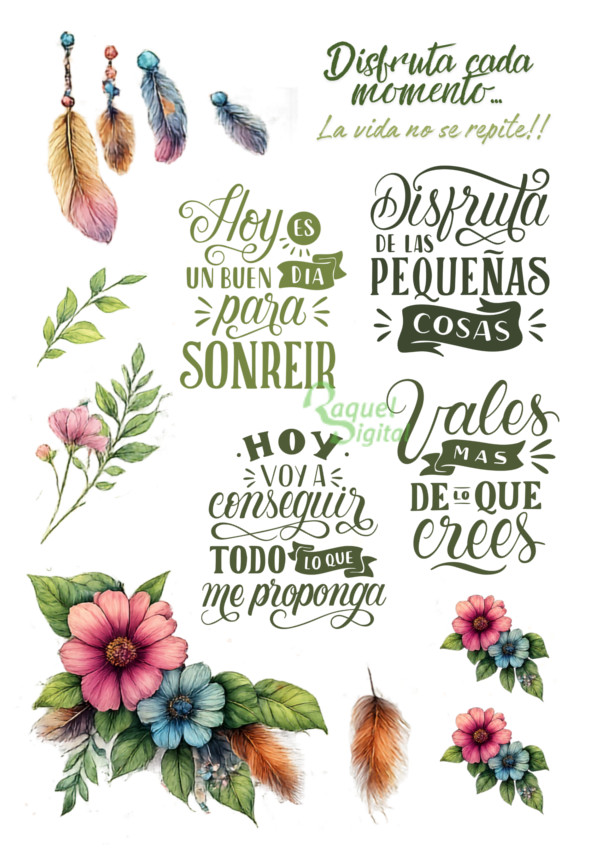 Disfruta cada
momento...
La vida no se repite!!
Hoy ES
UN BUEN DIA
para
SONREIR
Disfruta
DE LAS
PEQUEÑAS
COSAS
Raquel
Digital
Vales
MAS
DE LO QUE
crees
HOY
VOY A
conseguir
TODO LO QUE
me proponga